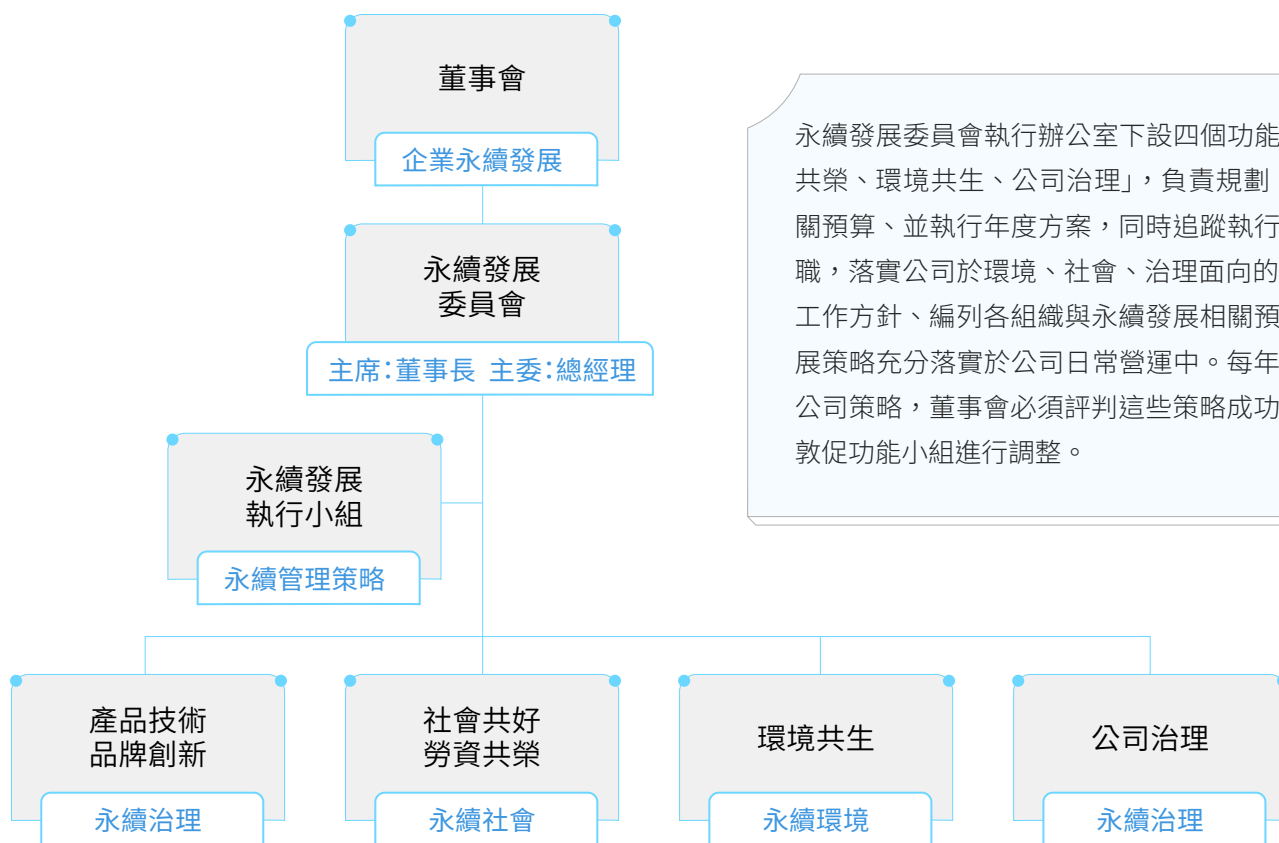 董事會
企業永續發展
永續發展
委員會
主席：董事長 主委：總經理
永續發展
執行小組
永續管理策略
產品技術
品牌創新
永續治理
社會共好
勞資共榮
永續社會
環境共生
永續環境
公司治理
永續治理
永續發展委員會執行辦公室下設四個功能
共榮、環境共生、公司治理」，負責規劃
關預算、並執行年度方案，同時追蹤執行
職，落實公司於環境、社會、治理面向的
工作方針、編列各組織與永續發展相關預
展策略充分落實於公司日常營運中。每年
公司策略，董事會必須評判這些策略成功
敦促功能小組進行調整。